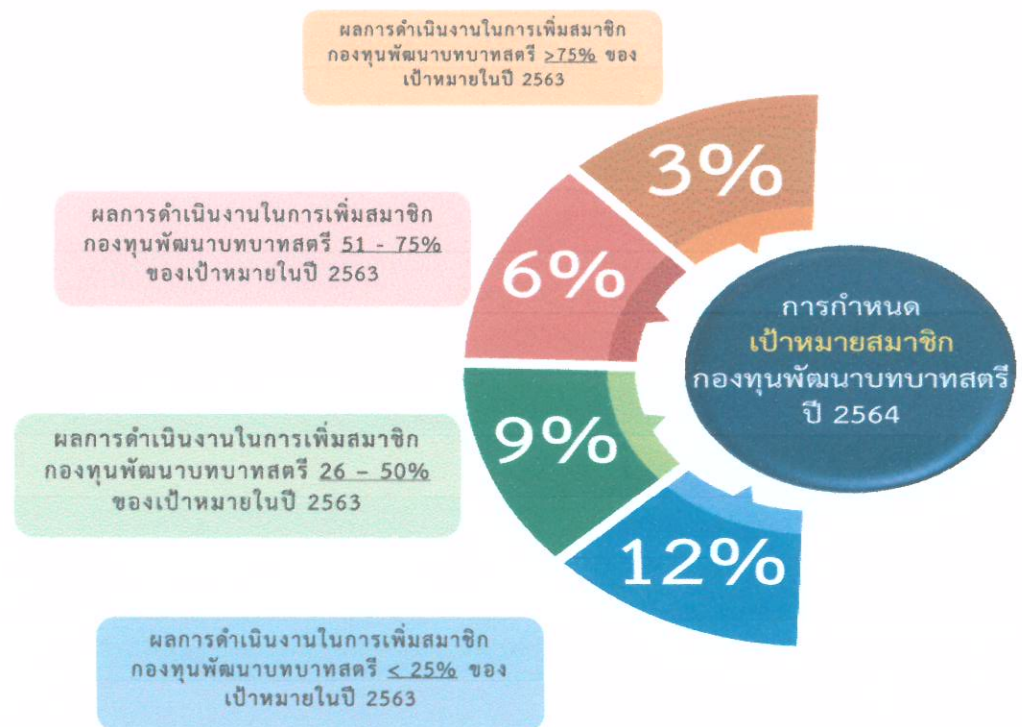 ผลการดำเนินงานในการเพิ่มสมาชิก
กองทุนพัฒนาบทบาทสตรี >75% ของ
เป้าหมายในปี 2563
3%
ผลการดำเนินงานในการเพิ่มสมาชิก
กองทุนพัฒนาบทบาทสตรี 51 - 75%
ของเป้าหมายในปี 2563
6%
การกำหนด
เป้าหมายสมาชิก
กองทุนพัฒนาบทบาทสตรี
ปี 2564
ผลการดำเนินงานในการเพิ่มสมาชิก
กองทุนพัฒนาบทบาทสตรี 26 – 50%
ของเป้าหมายในปี 2563
9%
12%
ผลการดำเนินงานในการเพิ่มสมาชิก
กองทุนพัฒนาบทบาทสตรี < 25% ของ
เป้าหมายในปี 2563